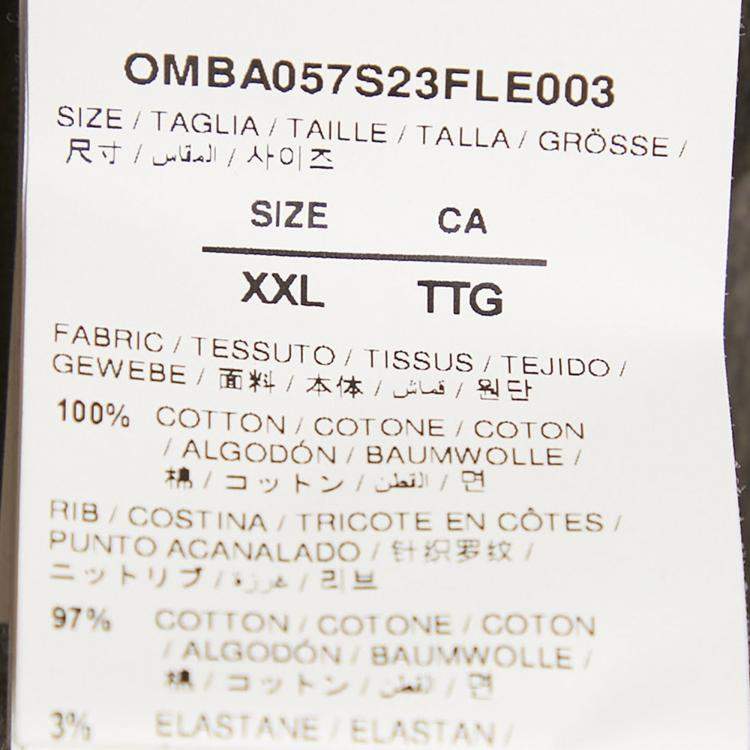 OMBA057S23FLE003
SIZE / TAGLIA / TAILLE / TALLA / GRÖSSE /
尺寸 / المقاس / 사이즈
SIZE CA
XXL TTG
FABRIC / TESSUTO / TISSUS / TEJIDO /
GEWEBE / 面料 / 本体 / قماش / 원단
100% COTTON / COTONE / COTON
/ ALGODÓN / BAUMWOLLE /
棉 / コットン / القطن / 면
RIB / COSTINA / TRICOTE EN CÔTES /
PUNTO ACANALADO / 针织罗纹 /
ニットリブ / غرزة / 리브
97% COTTON / COTONE / COTON
/ ALGODÓN / BAUMWOLLE /
棉 / コットン / القطن / 면
3% ELASTANE / ELASTAN /